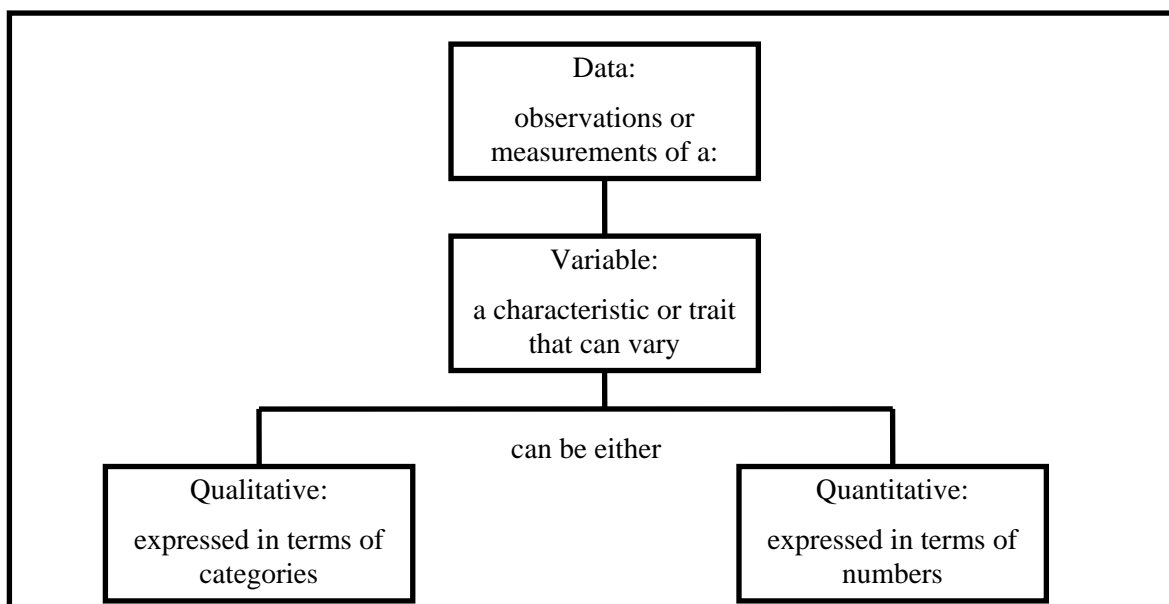 Data:
observations or
measurements of a:
Variable:
a characteristic or trait
that can vary
can be either
Qualitative:
expressed in terms of
categories
Quantitative:
expressed in terms of
numbers